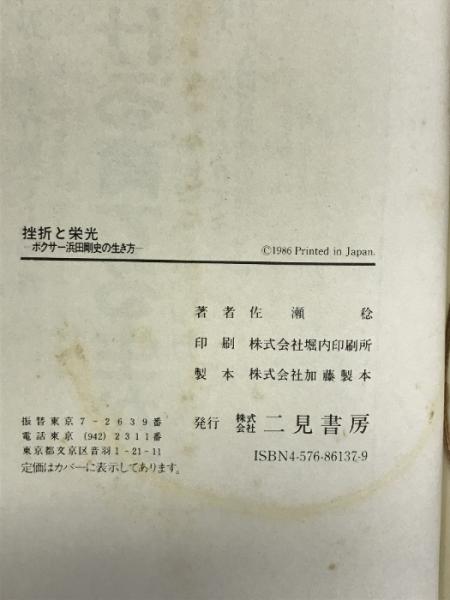 挫折と栄光
―ボクサー浜田剛史の生き方―
©1986 Printed in Japan.
著者 佐瀬稔
印刷 株式会社堀内印刷所
製本 株式会社加藤製本
発行 株式会社 二見書房
ISBN4-576-86137-9
振替東京7-2639番
電話東京(942)2311番
東京都文京区音羽1-21-11
定価はカバーに表示してあります。